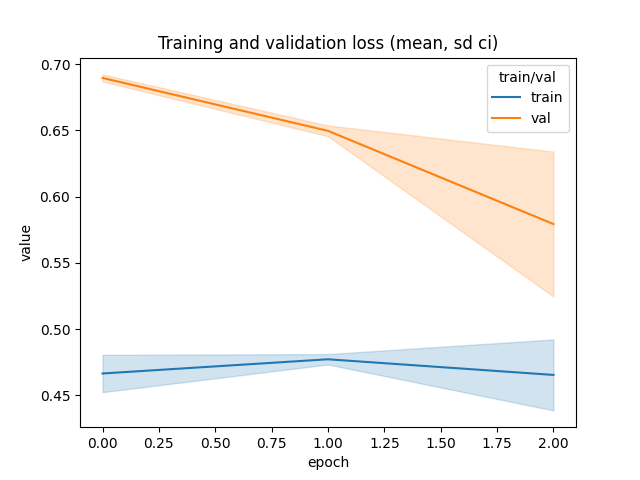 Training and validation loss (mean, sd ci)
train/val
train
val
value
0.70
0.65
0.60
0.55
0.50
0.45
0.00 0.25 0.50 0.75 1.00 1.25 1.50 1.75 2.00
epoch